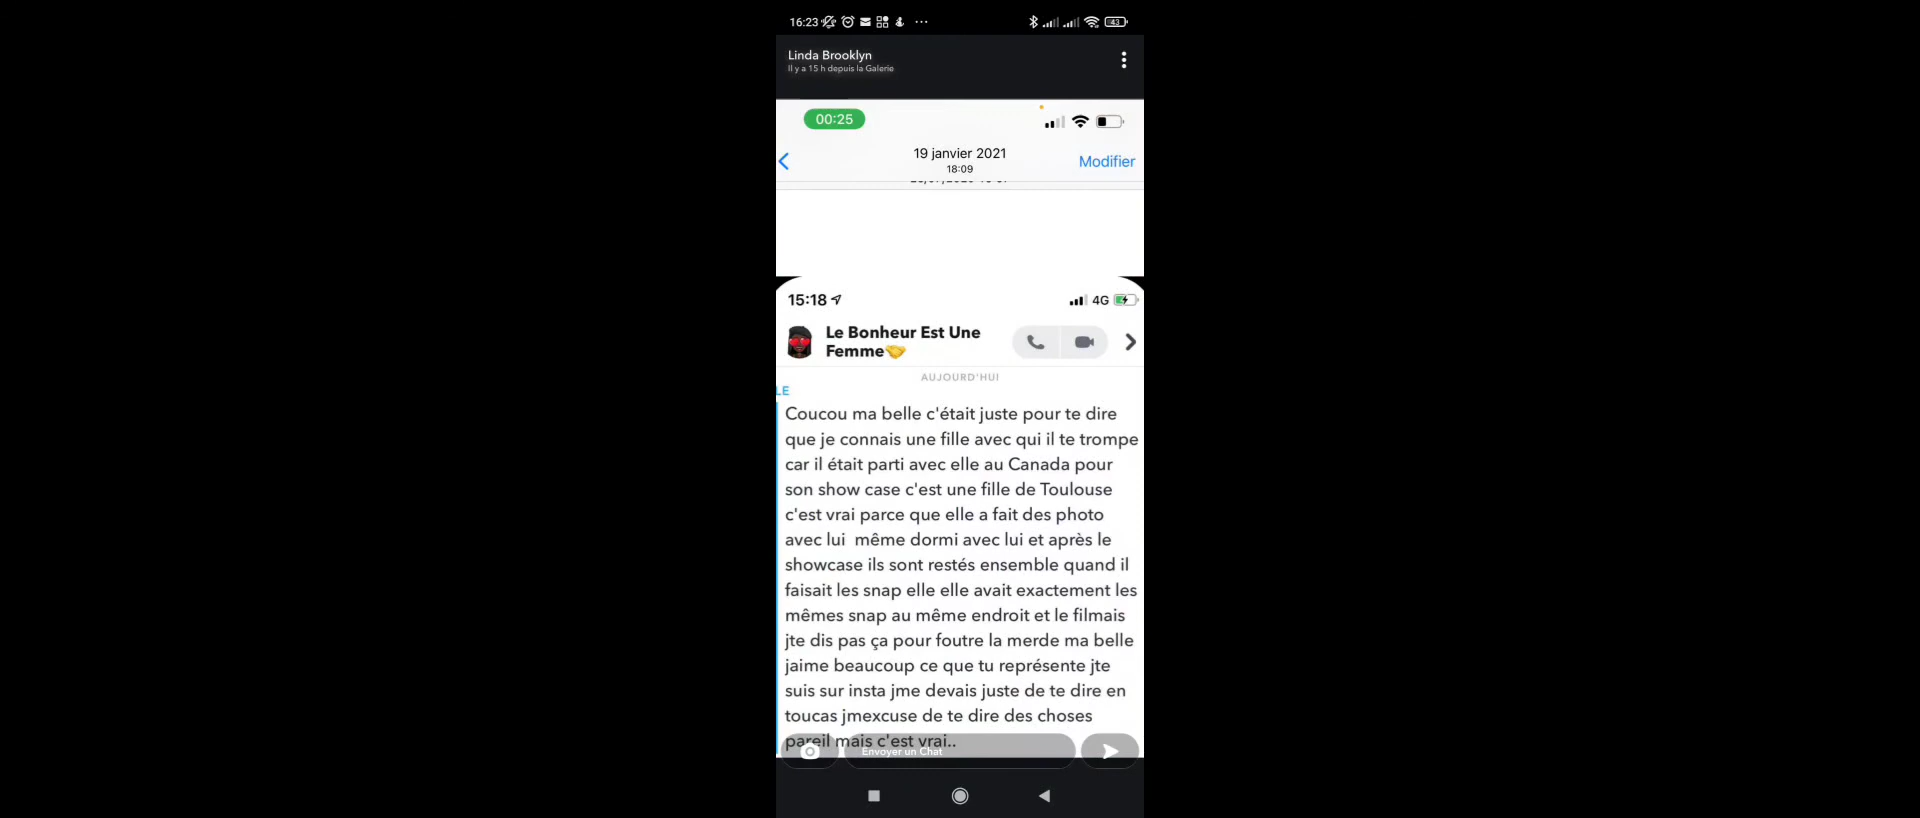 16:23
43
Linda Brooklyn
Il y a 15 h depuis la Galerie
00:25
19 janvier 2021
Modifier
18:09
15:18
4G
Le Bonheur Est Une
Femme🤝
AUJOURD'HUI
LE
Coucou ma belle c'était juste pour te dire
que je connais une fille avec qui il te trompe
car il était parti avec elle au Canada pour
son show case c'est une fille de Toulouse
c'est vrai parce que elle a fait des photo
avec lui  même dormi avec lui et après le
showcase ils sont restés ensemble quand il
faisait les snap elle elle avait exactement les
mêmes snap au même endroit et le filmais
jte dis pas ça pour foutre la merde ma belle
jaime beaucoup ce que tu représente jte
suis sur insta jme devais juste de te dire en
toucas jmexcuse de te dire des choses
pareil mais c'est vrai..
Envoyer un Chat